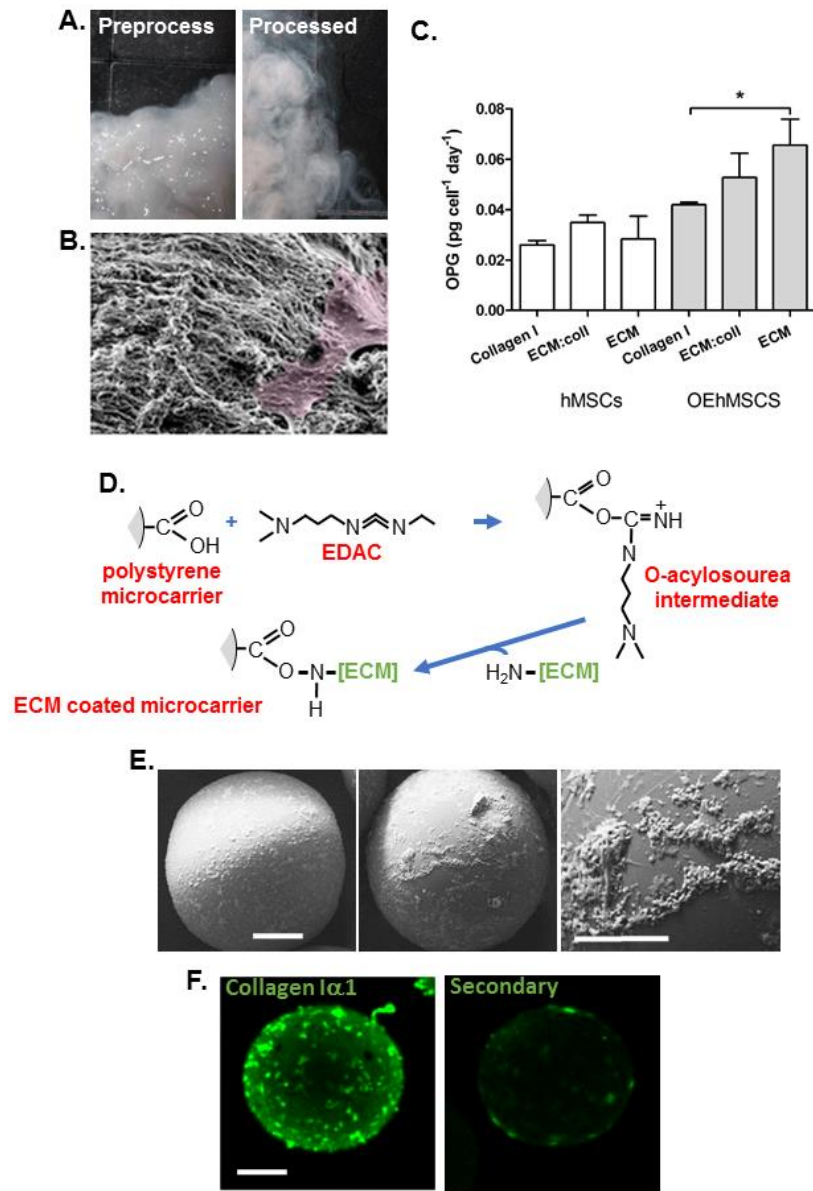 A.
Preprocess
Processed
B.
C.
OPG (pg cell⁻¹ day⁻¹)
0.08
0.06
0.04
0.02
0.00
*
Collagen I
ECM:coll
ECM
Collagen I
ECM:coll
ECM
hMSCs
OEhMSCS
D.
C
O
OH
polystyrene
microcarrier
+
N
N
N
EDAC
C
O
O
C
NH
+
N
N
O-acylosourea
intermediate
H₂N-[ECM]
C
O
O
N
H
[ECM]
ECM coated microcarrier
E.
F.
Collagen Iα1
Secondary